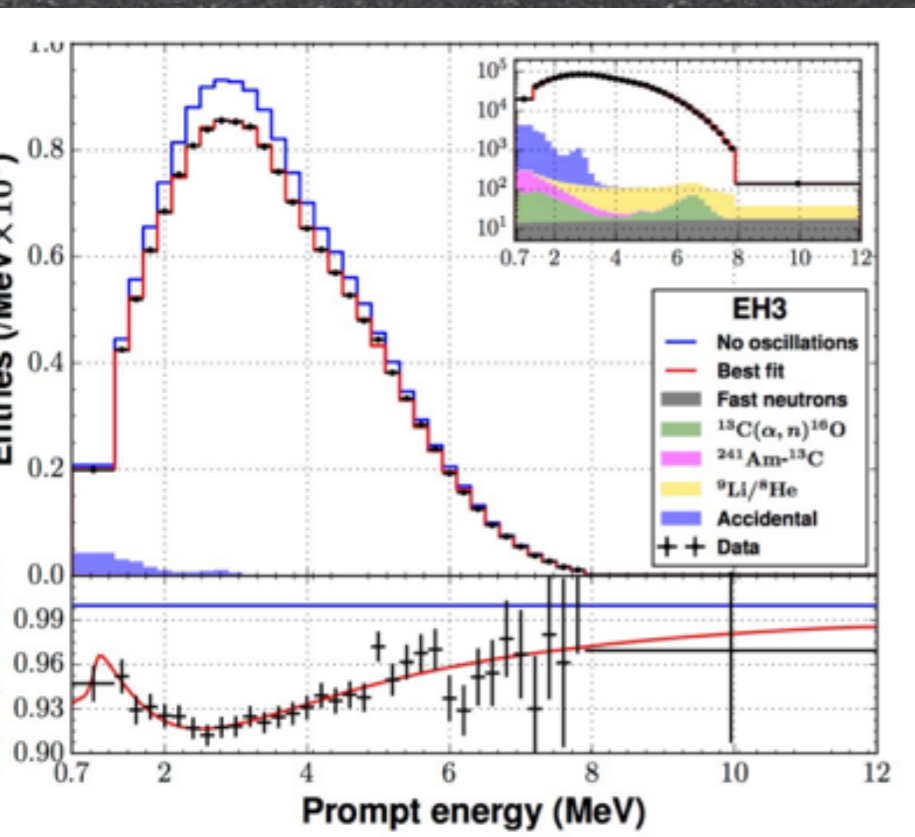 1.0
0.8
0.6
0.4
0.2
0.0
10⁵
10⁴
10³
10²
10¹
0.7 2 4 6 8 10 12
EH3
No oscillations
Best fit
Fast neutrons
¹³C(α, n)¹⁶O
²⁴¹Am-¹³C
⁹Li/⁸He
Accidental
Data
0.99
0.96
0.93
0.90
0.7 2 4 6 8 10 12
Prompt energy (MeV)